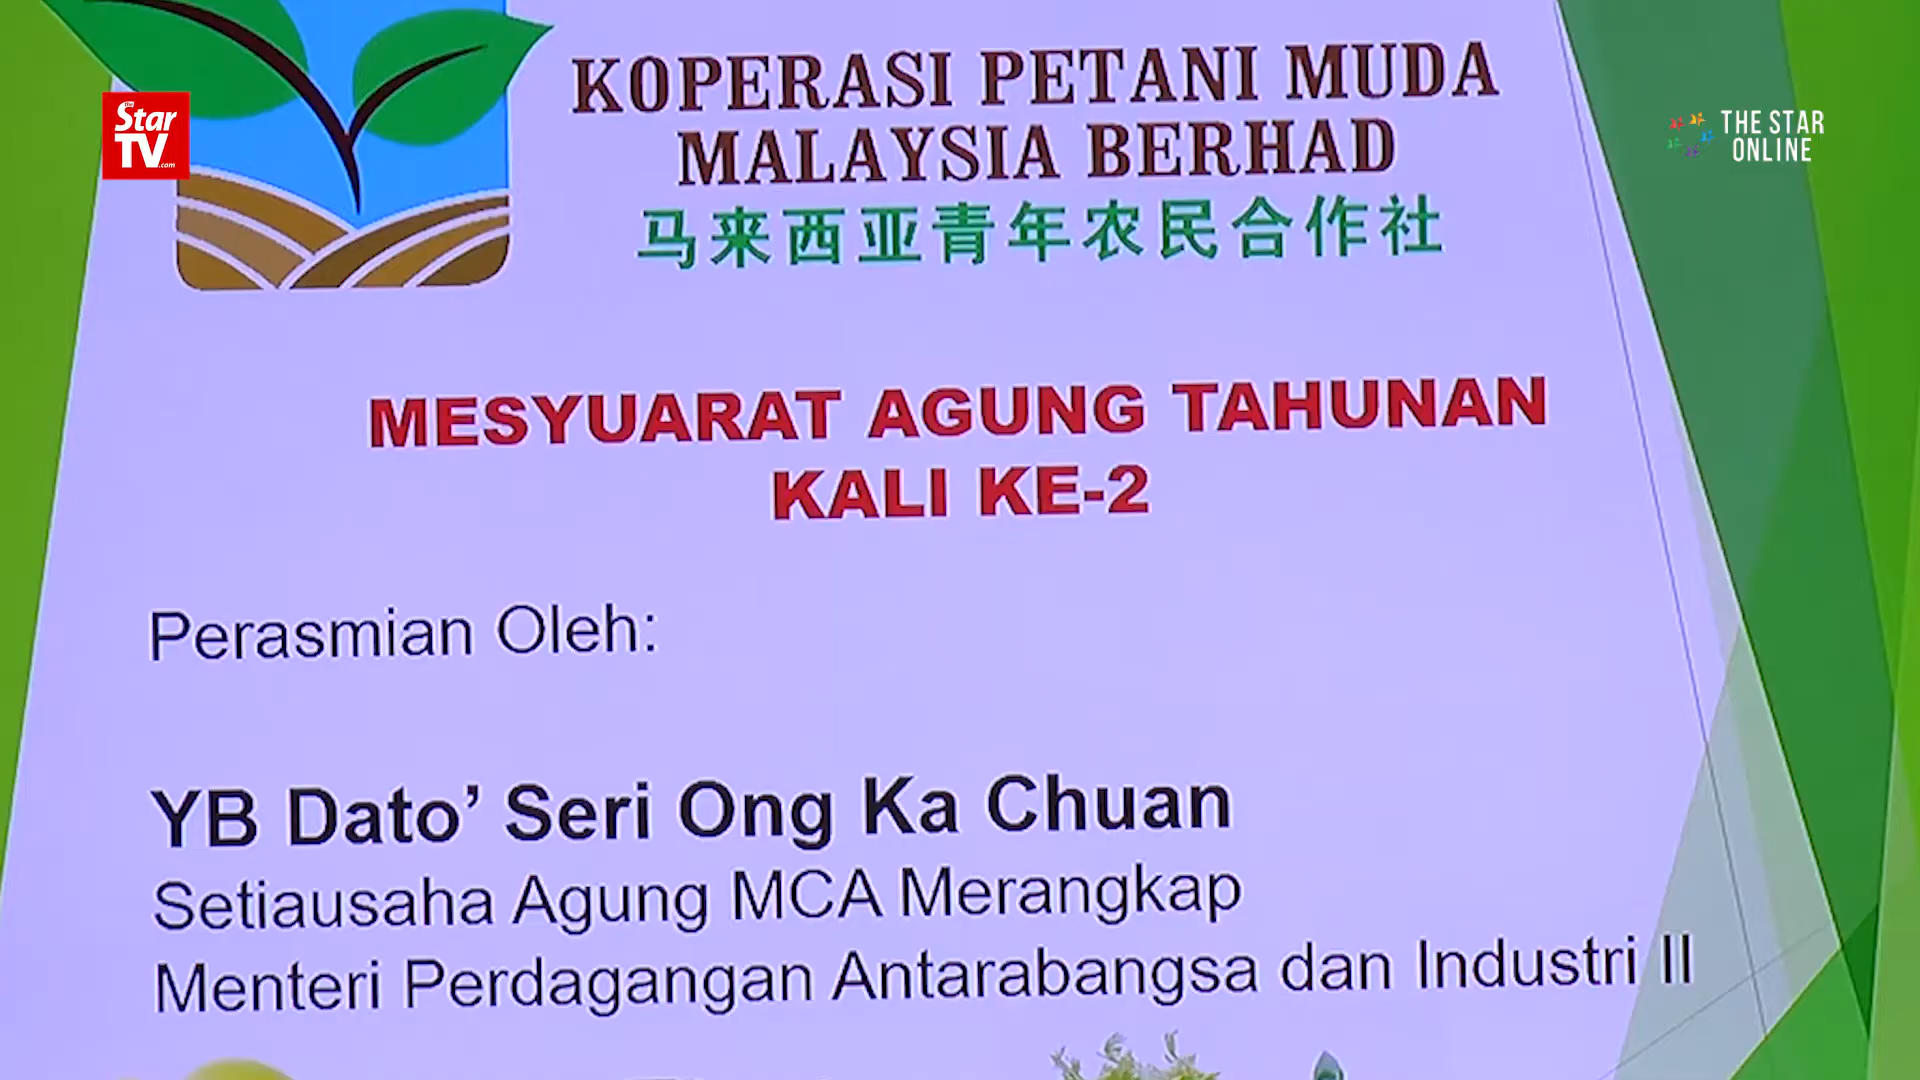 The Star TV.com
THE STAR
ONLINE
KOPERASI PETANI MUDA
MALAYSIA BERHAD
马来西亚青年农民合作社
MESYUARAT AGUNG TAHUNAN
KALI KE-2
Perasmian Oleh:
YB Dato’ Seri Ong Ka Chuan
Setiausaha Agung MCA Merangkap
Menteri Perdagangan Antarabangsa dan Industri II